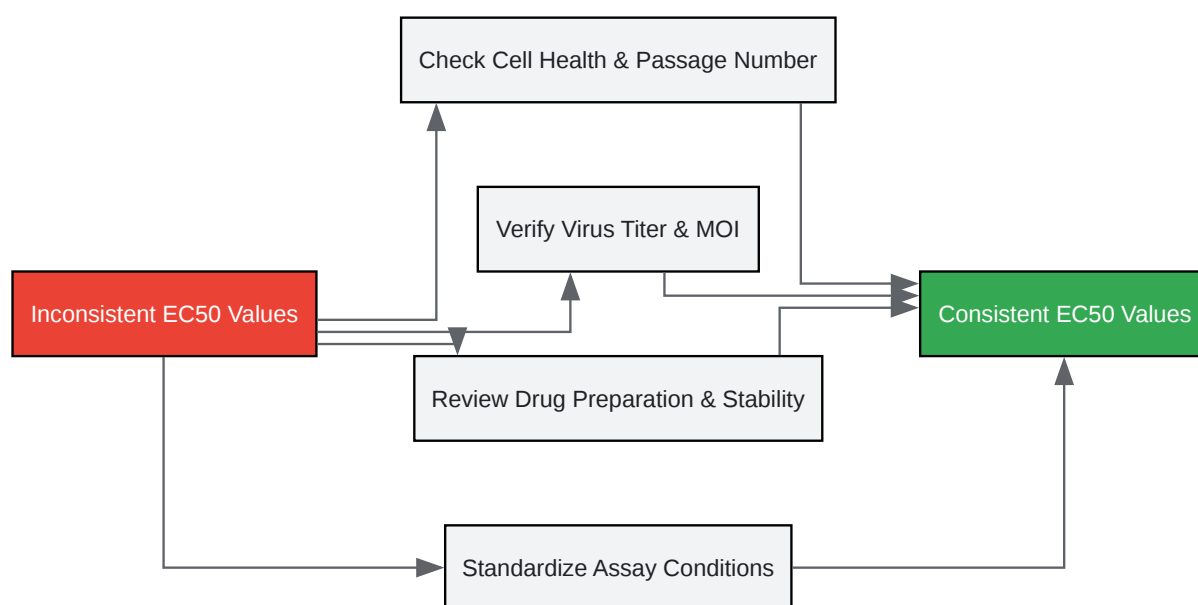 Check Cell Health & Passage Number
Verify Virus Titer & MOI
Inconsistent EC50 Values
Consistent EC50 Values
Review Drug Preparation & Stability
Standardize Assay Conditions